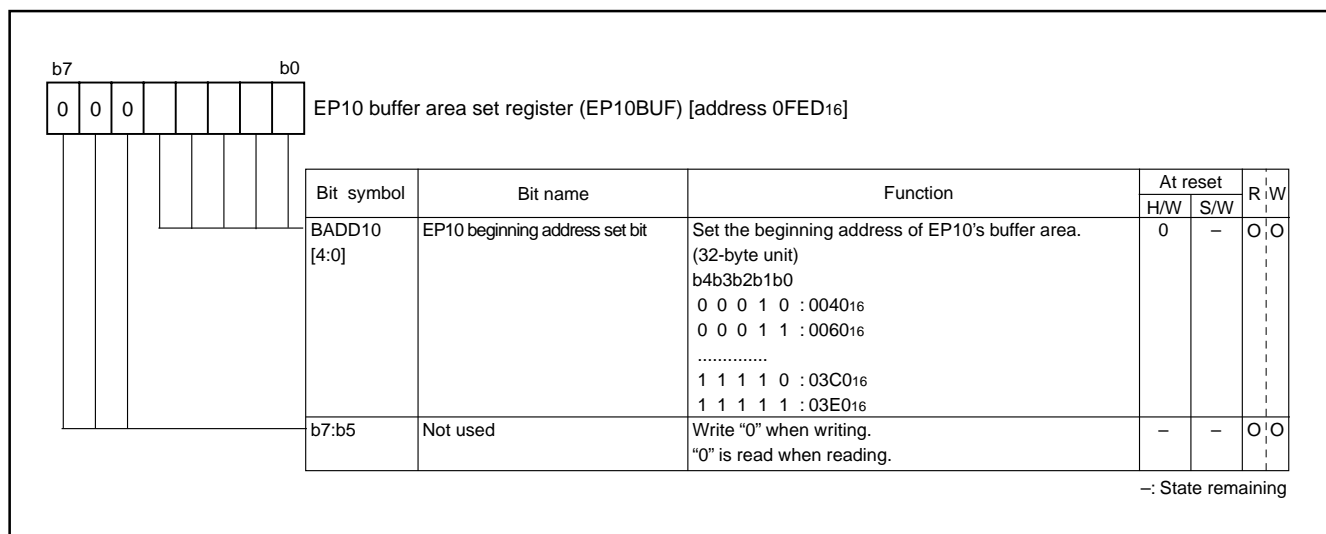 b7 b0
0 0 0
EP10 buffer area set register (EP10BUF) [address 0FED16]
Bit symbol Bit name Function At reset R W
H/W S/W
BADD10 EP10 beginning address set bit Set the beginning address of EP10's buffer area. 0 – O O
[4:0] (32-byte unit)
b4b3b2b1b0
0 0 0 1 0 : 004016
0 0 0 1 1 : 006016
..............
1 1 1 1 0 : 03C016
1 1 1 1 1 : 03E016
b7:b5 Not used Write “0” when writing. – – O O
“0” is read when reading.
–: State remaining